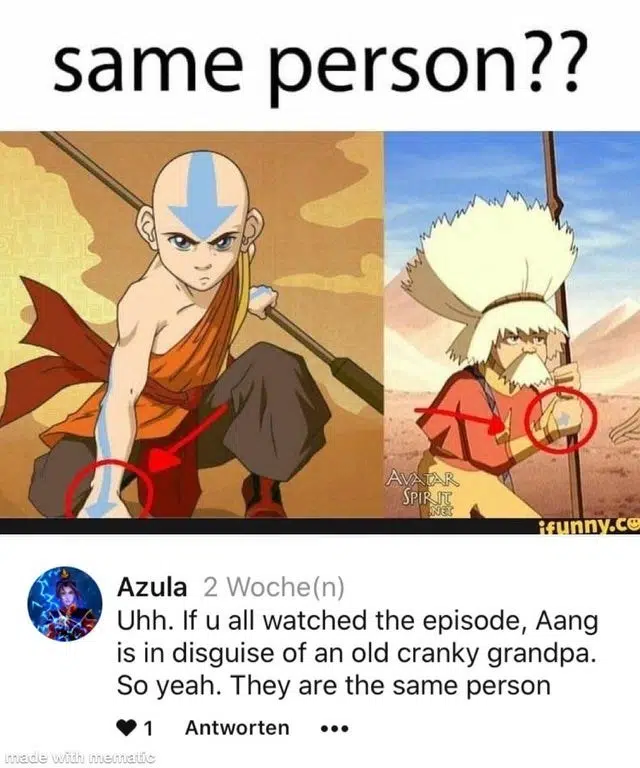 same person??
AVATAR
SPIRIT
.NET
ifunny.co
Azula 2 Woche(n)
Uhh. If u all watched the episode, Aang
is in disguise of an old cranky grandpa.
So yeah. They are the same person
1 Antworten •••
made with mematic